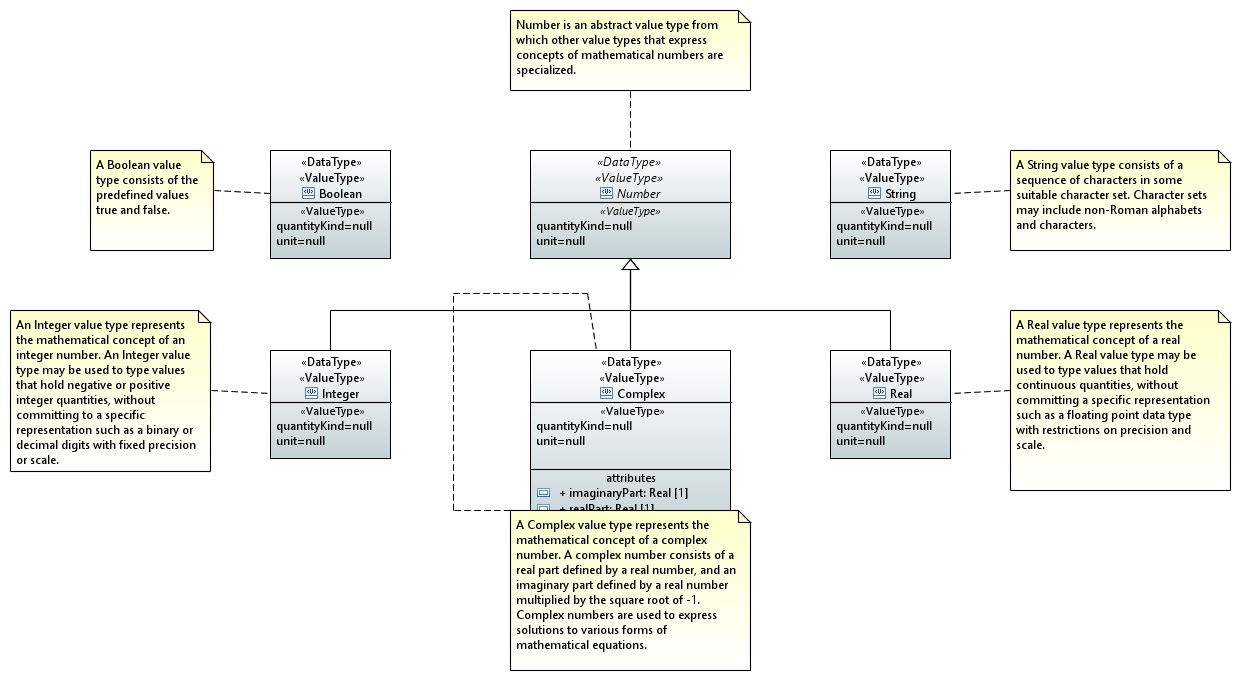 Number is an abstract value type from
which other value types that express
concepts of mathematical numbers are
specialized.
A Boolean value
type consists of the
predefined values
true and false.
«DataType»
«ValueType»
Boolean
«ValueType»
quantityKind=null
unit=null
«DataType»
«ValueType»
Number
«ValueType»
quantityKind=null
unit=null
«DataType»
«ValueType»
String
«ValueType»
quantityKind=null
unit=null
A String value type consists of a
sequence of characters in some
suitable character set. Character sets
may include non-Roman alphabets
and characters.
An Integer value type represents
the mathematical concept of an
integer number. An Integer value
type may be used to type values
that hold negative or positive
integer quantities, without
committing to a specific
representation such as a binary or
decimal digits with fixed precision
or scale.
«DataType»
«ValueType»
Integer
«ValueType»
quantityKind=null
unit=null
«DataType»
«ValueType»
Complex
«ValueType»
quantityKind=null
unit=null
attributes
+ imaginaryPart: Real [1]
+ realPart: Real [1]
«DataType»
«ValueType»
Real
«ValueType»
quantityKind=null
unit=null
A Real value type represents the
mathematical concept of a real
number. A Real value type may be
used to type values that hold
continuous quantities, without
committing a specific representation
such as a floating point data type
with restrictions on precision and
scale.
A Complex value type represents the
mathematical concept of a complex
number. A complex number consists of a
real part defined by a real number, and an
imaginary part defined by a real number
multiplied by the square root of -1.
Complex numbers are used to express
solutions to various forms of
mathematical equations.